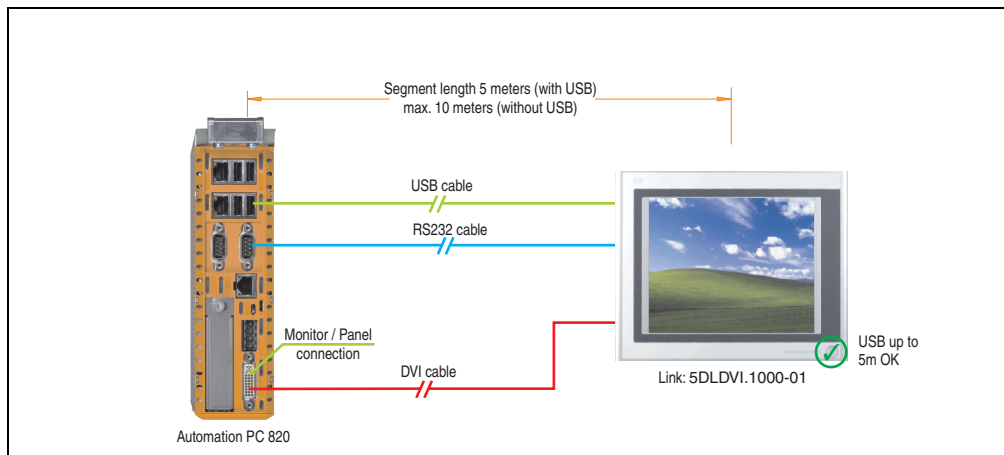 Segment length 5 meters (with USB)
max. 10 meters (without USB)
USB cable
RS232 cable
Monitor / Panel
connection
DVI cable
USB up to
5m OK
Link: 5DLDVI.1000-01
Automation PC 820